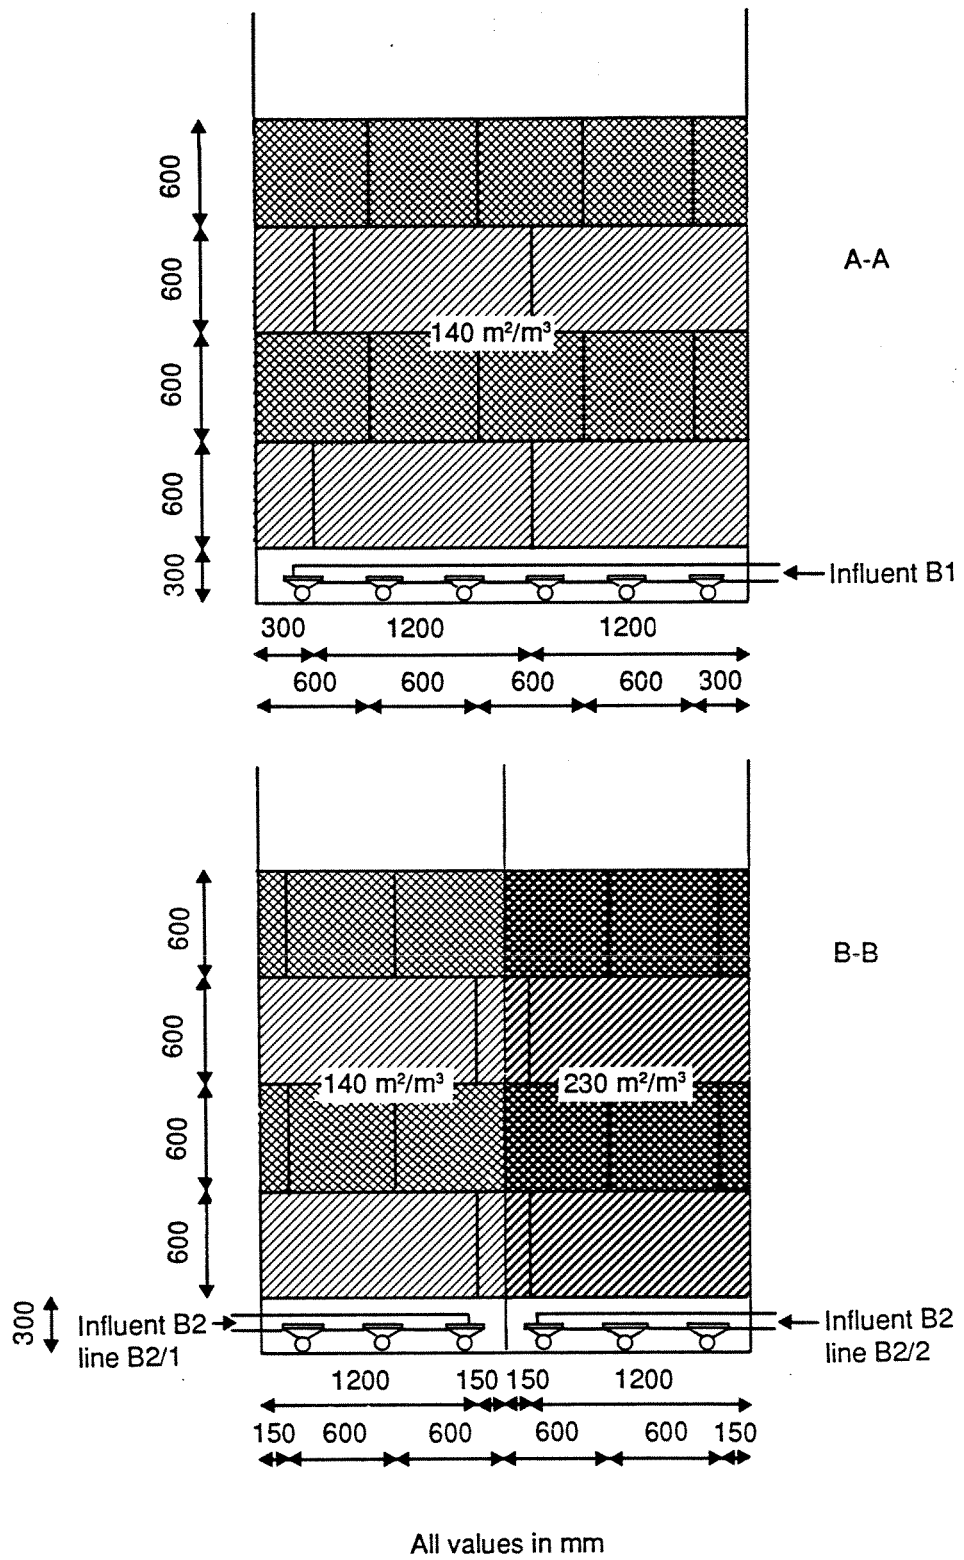 600
600
A-A
140 m²/m³
600
600
300
Influent B1
300 1200 1200
600 600 600 600 300
600
B-B
600
140 m²/m³ 230 m²/m³
600
600
300
Influent B2
line B2/1
Influent B2
line B2/2
1200 150 150 1200
150 600 600 600 600 150
All values in mm